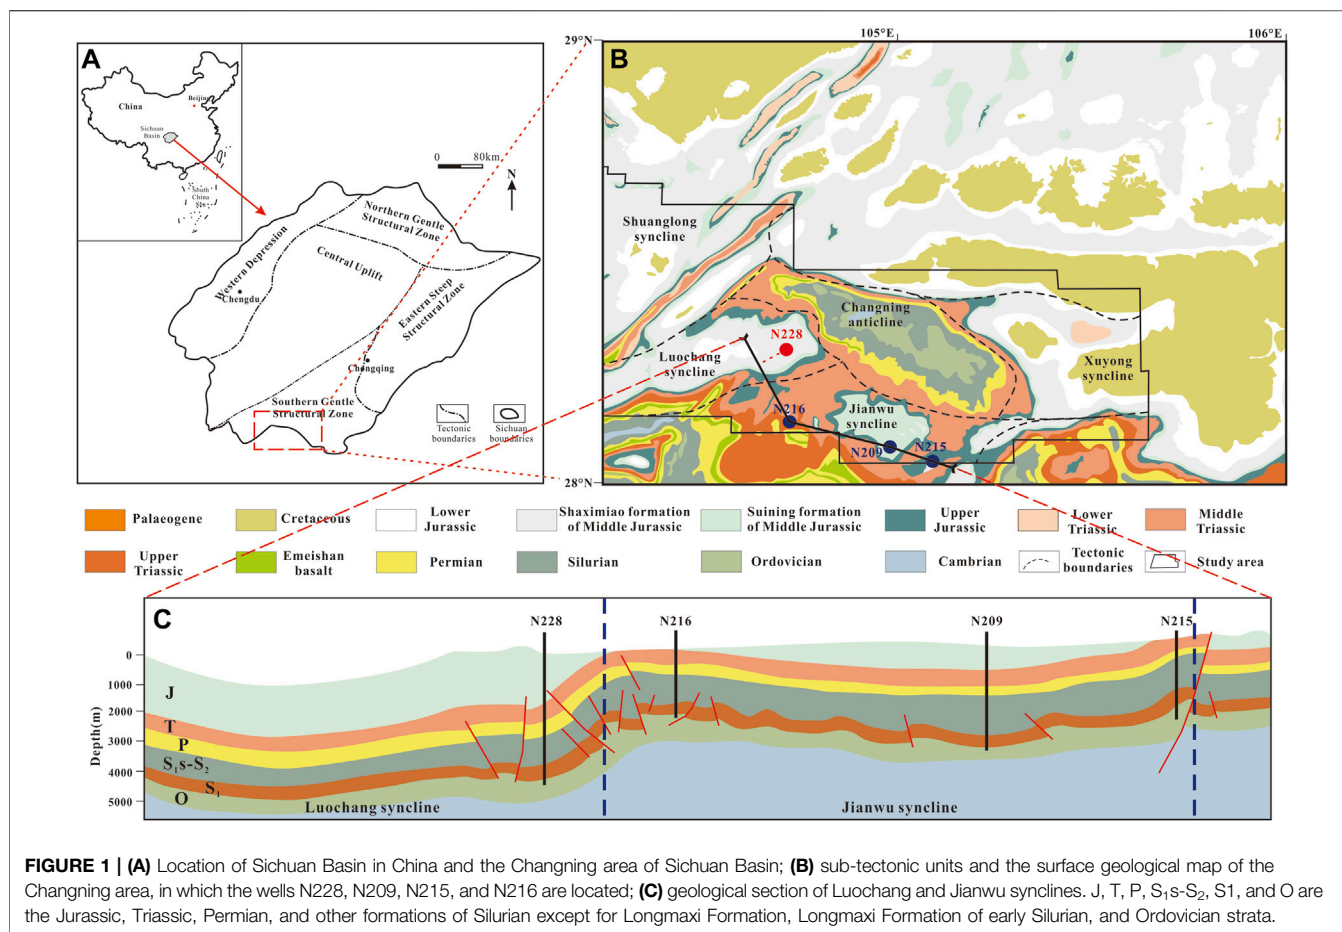 A
China
Beijing
Sichuan
Basin
South
China
Sea
0 80km
N
Northern Gentle
Structural Zone
Western Depression
Central Uplift
Chengdu
Eastern Steep
Structural Zone
Chongqing
Southern Gentle
Structural Zone
Tectonic
boundaries
Sichuan
boundaries
B
29°N
105°E
106°E
28°N
Shuanglong
syncline
Changning
anticline
N228
Luochang
syncline
Xuyong
syncline
Jianwu
syncline
N216
N209
N215
Palaeogene
Cretaceous
Lower
Jurassic
Shaximiao formation
of Middle Jurassic
Suining formation
of Middle Jurassic
Upper
Jurassic
Lower
Triassic
Middle
Triassic
Upper
Triassic
Emeishan
basalt
Permian
Silurian
Ordovician
Cambrian
Tectonic
boundaries
Study area
C
N228
N216
N209
N215
Depth(m)
0
1000
2000
3000
4000
5000
J
T
P
S₁s-S₂
S₁
O
Luochang syncline
Jianwu syncline
FIGURE 1 | (A) Location of Sichuan Basin in China and the Changning area of Sichuan Basin; (B) sub-tectonic units and the surface geological map of the
Changning area, in which the wells N228, N209, N215, and N216 are located; (C) geological section of Luochang and Jianwu synclines. J, T, P, S₁s-S₂, S1, and O are
the Jurassic, Triassic, Permian, and other formations of Silurian except for Longmaxi Formation, Longmaxi Formation of early Silurian, and Ordovician strata.